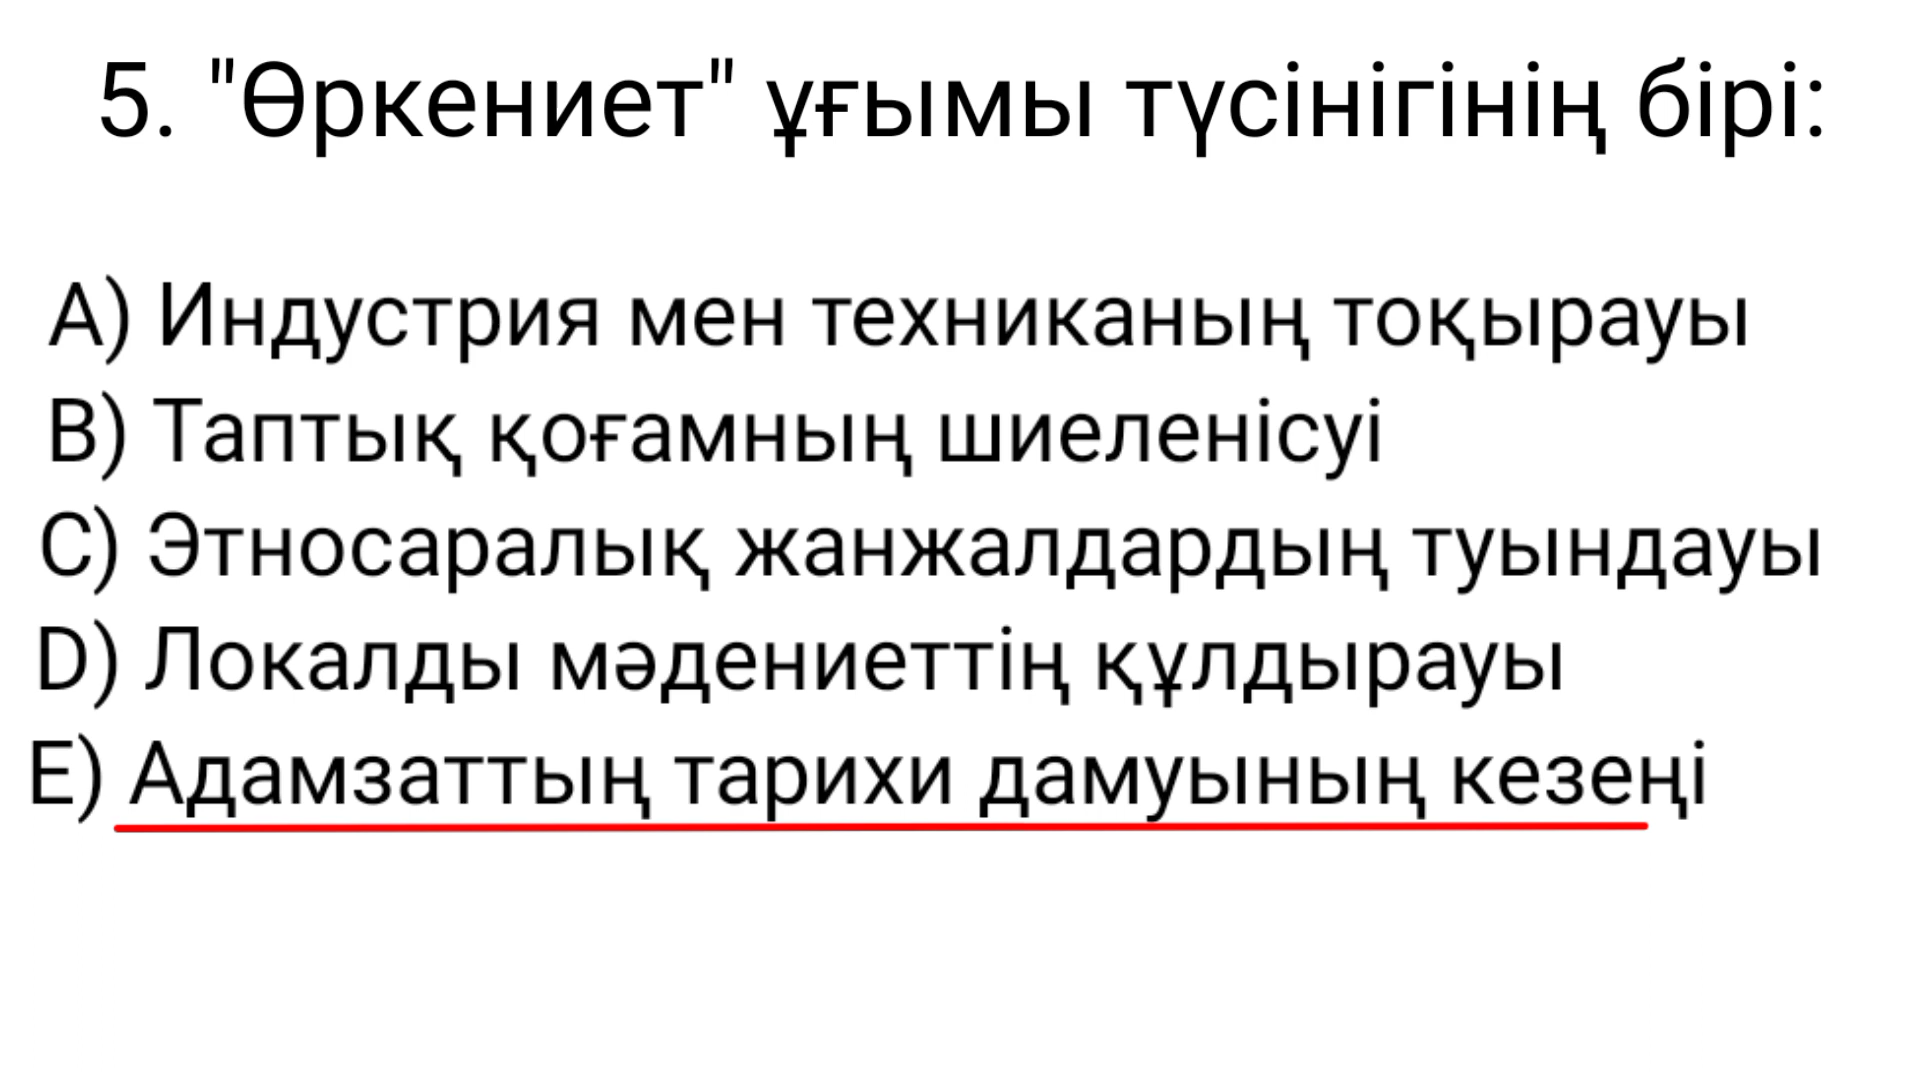 5. "Өркениет" ұғымы түсінігінің бірі:
A) Индустрия мен техниканың тоқырауы
B) Таптық қоғамның шиеленісуі
C) Этносаралық жанжалдардың туындауы
D) Локалды мәдениеттің құлдырауы
E) Адамзаттың тарихи дамуының кезеңі